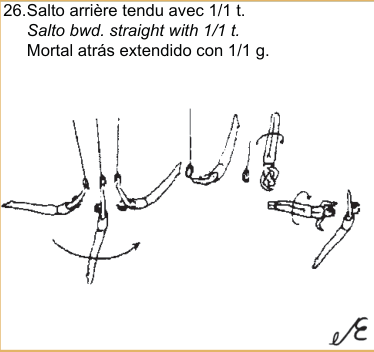 26.Salto arrière tendu avec 1/1 t.
Salto bwd. straight with 1/1 t.
Mortal atrás extendido con 1/1 g.